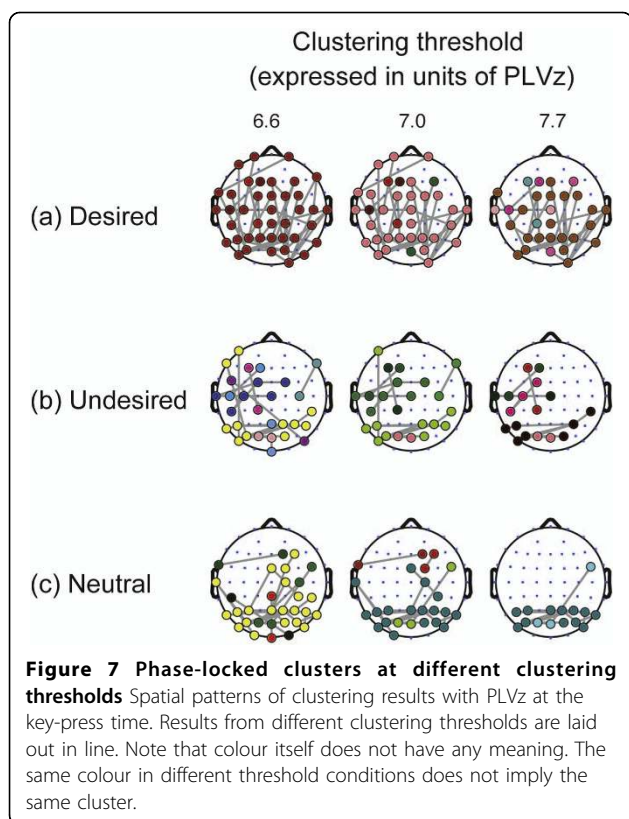 Clustering threshold
(expressed in units of PLVz)
6.6 7.0 7.7
(a) Desired
(b) Undesired
(c) Neutral
Figure 7 Phase-locked clusters at different clustering
thresholds Spatial patterns of clustering results with PLVz at the
key-press time. Results from different clustering thresholds are laid
out in line. Note that colour itself does not have any meaning. The
same colour in different threshold conditions does not imply the
same cluster.